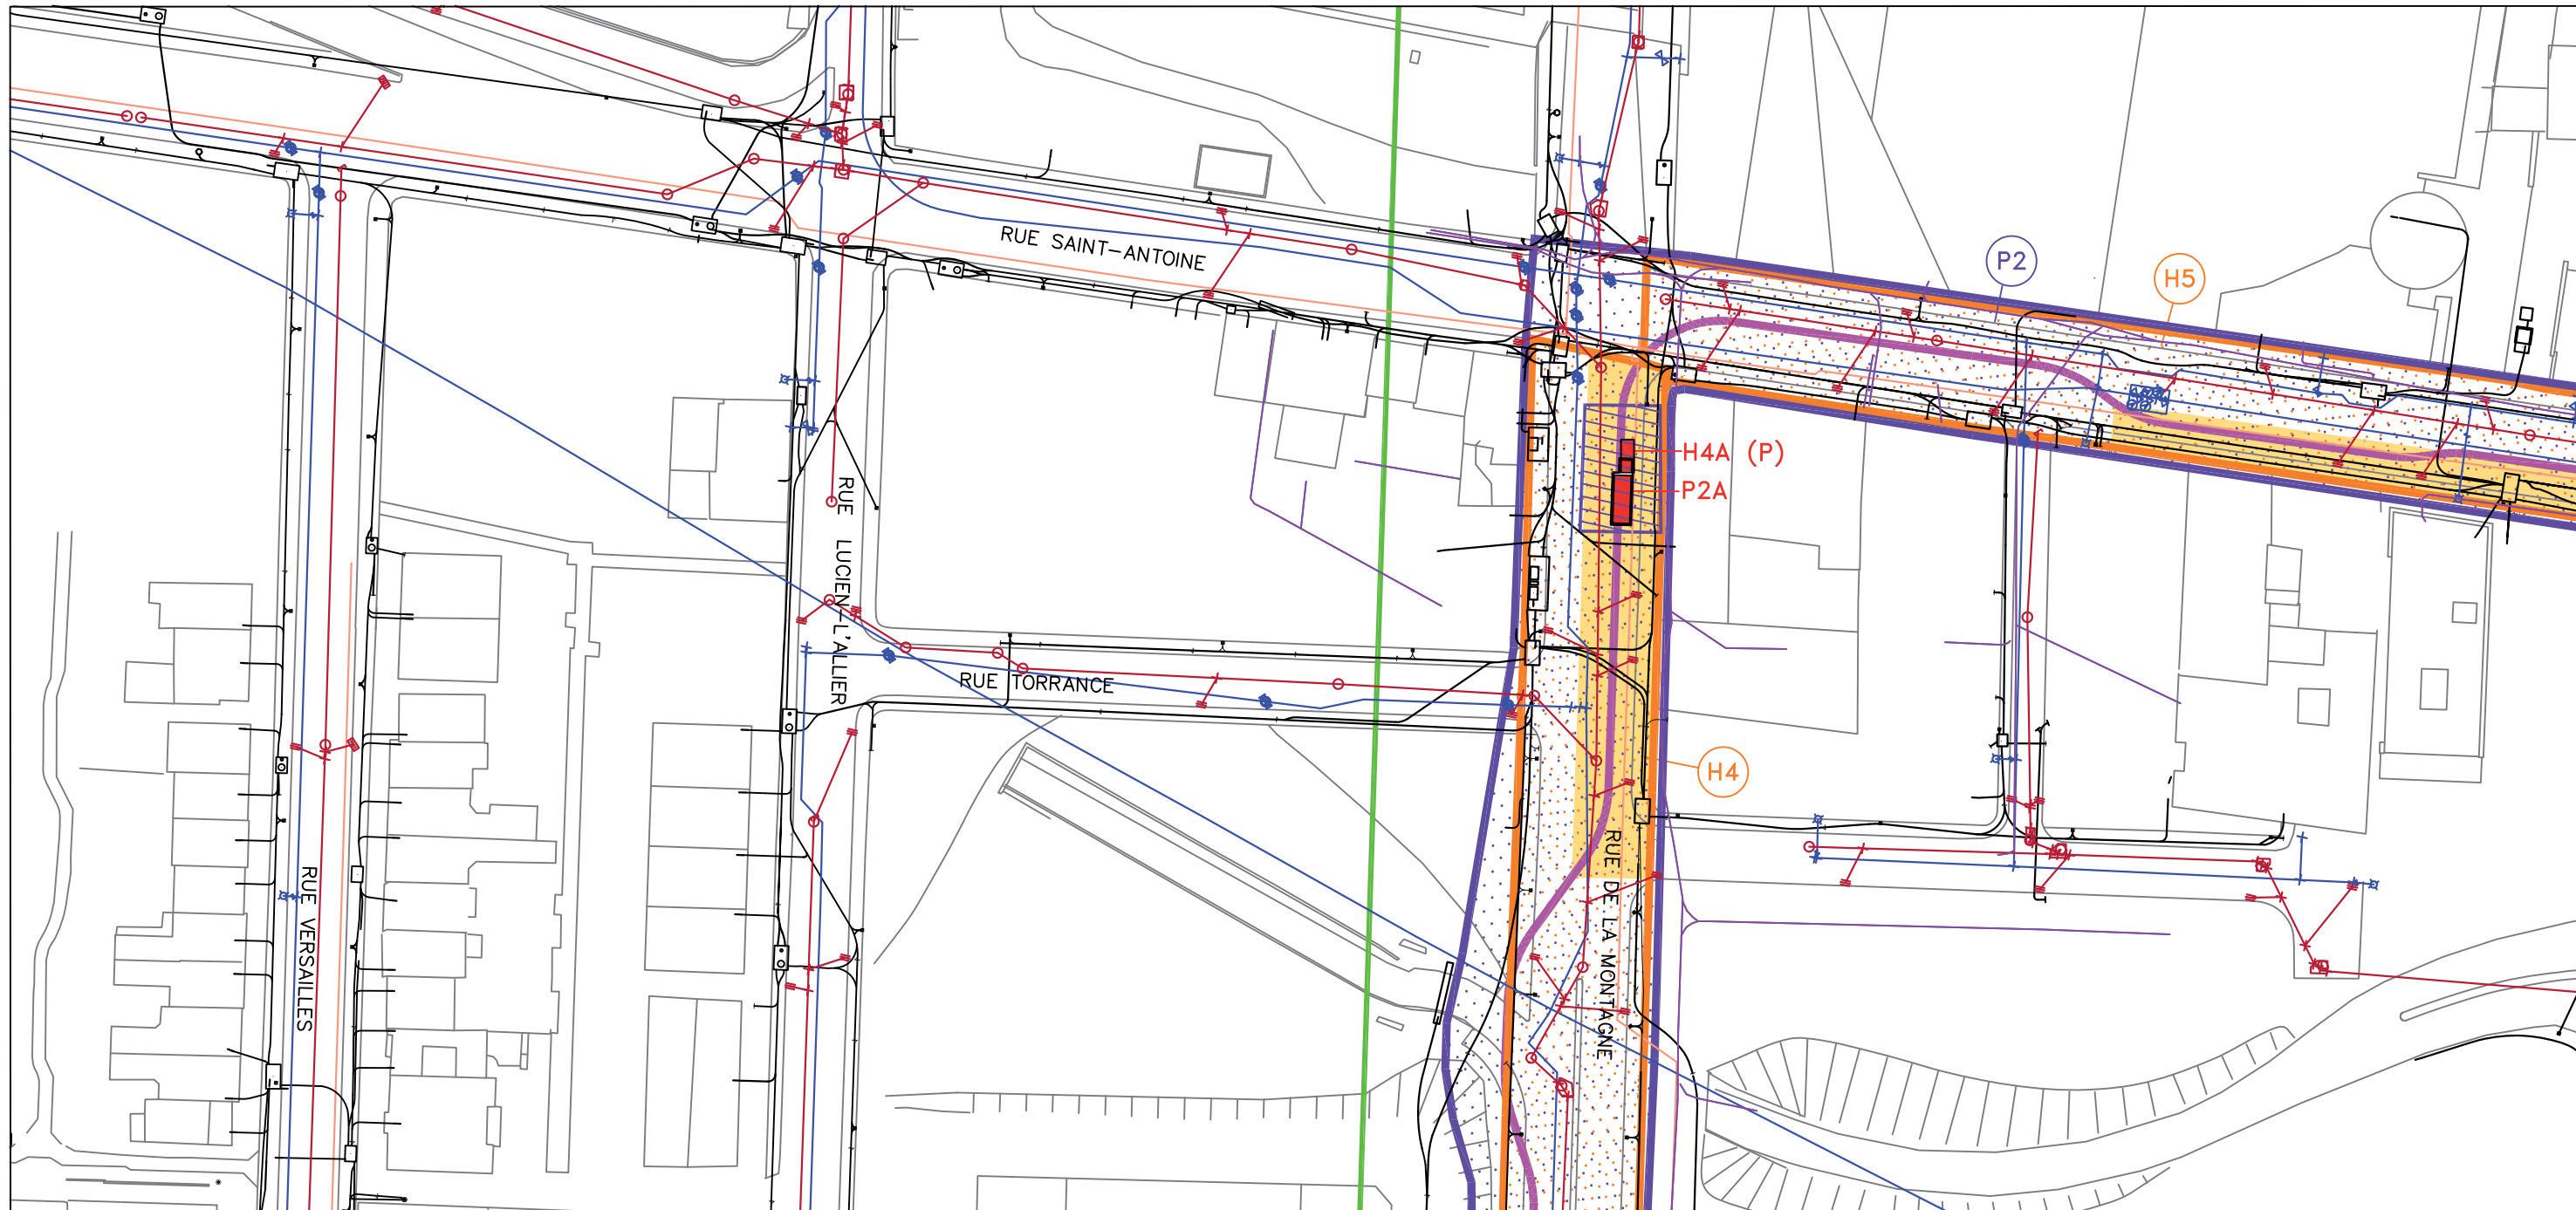 RUE SAINT-ANTOINE
P2
H5
H4A (P)
P2A
RUE LUCIEN-L'ALLIER
RUE TORRANCE
H4
RUE VERSAILLES
RUE DE LA MONTAGNE